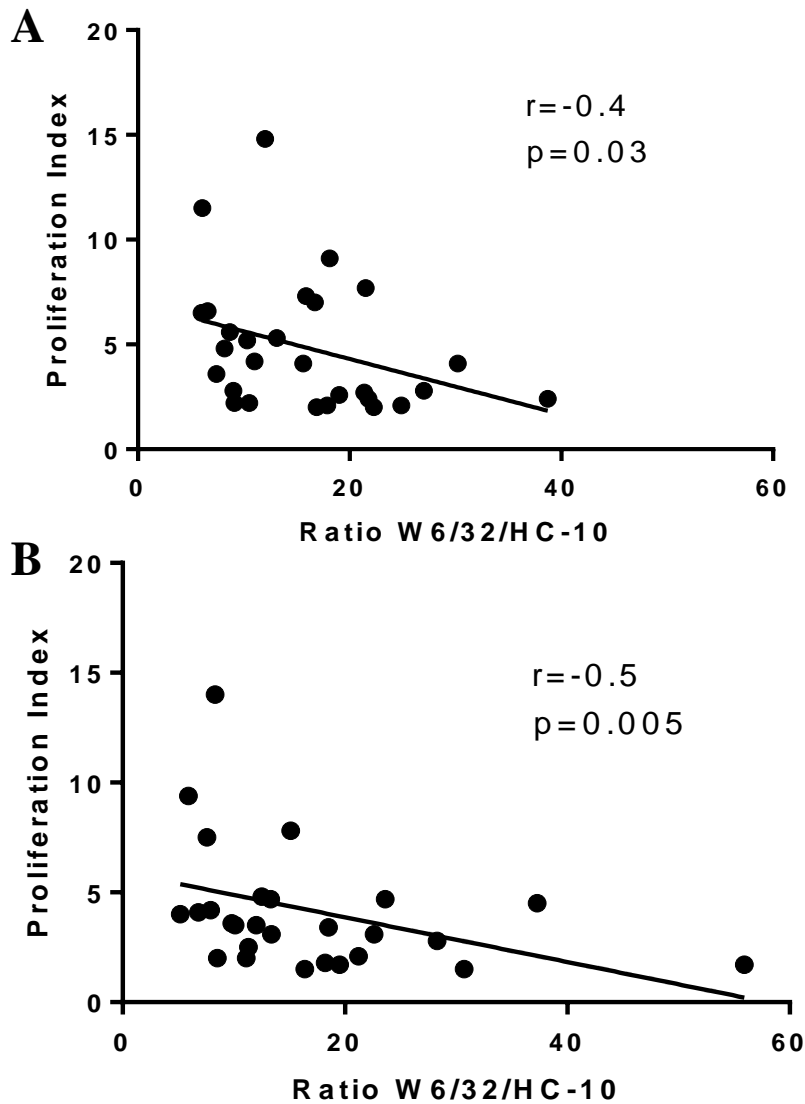 A
20
15
10
5
0
Proliferation Index
r=-0.4
p=0.03
0 20 40 60
Ratio W6/32/HC-10
B
20
15
10
5
0
Proliferation Index
r=-0.5
p=0.005
0 20 40 60
Ratio W6/32/HC-10